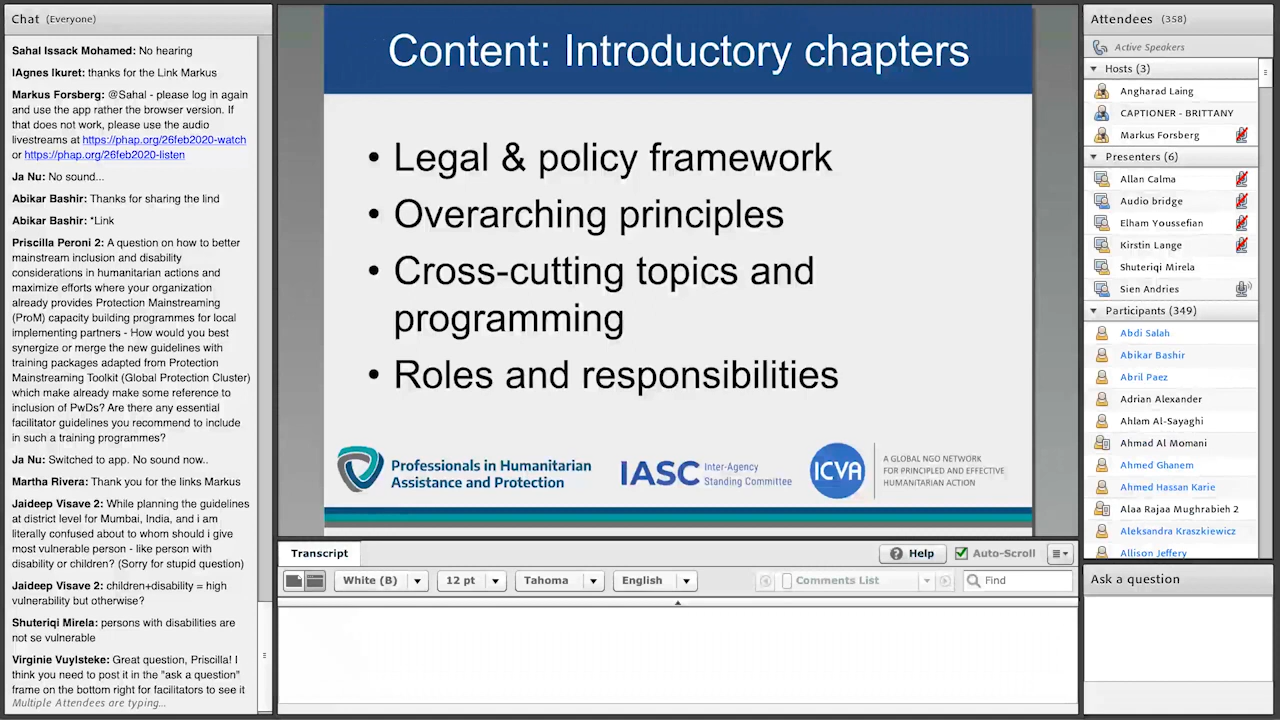 Chat (Everyone)
Sahal Issack Mohamed: No hearing
IAgnes Ikuret: thanks for the Link Markus
Markus Forsberg: @Sahal - please log in again
and use the app rather the browser version. If
that does not work, please use the audio
livestreams at https://phap.org/26feb2020-watch
or https://phap.org/26feb2020-listen
Ja Nu: No sound...
Abikar Bashir: Thanks for sharing the lind
Abikar Bashir: *Link
Priscilla Peroni 2: A question on how to better
mainstream inclusion and disability
considerations in humanitarian actions and
maximize efforts where your organization
already provides Protection Mainstreaming
(ProM) capacity building programmes for local
implementing partners - How would you best
synergize or merge the new guidelines with
training packages adapted from Protection
Mainstreaming Toolkit (Global Protection Cluster)
which make already make some reference to
inclusion of PwDs? Are there any essential
facilitator guidelines you recommend to include
in such a training programmes?
Ja Nu: Switched to app. No sound now..
Martha Rivera: Thank you for the links Markus
Jaideep Visave 2: While planning the guidelines
at district level for Mumbai, India, and i am
literally confused about to whom should i give
most vulnerable person - like person with
disability or children? (Sorry for stupid question)
Jaideep Visave 2: children+disability = high
vulnerability but otherwise?
Shuteriqi Mirela: persons with disabilities are
not se vulnerable
Virginie Vuylsteke: Great question, Priscilla! I
think you need to post it in the "ask a question"
frame on the bottom right for facilitators to see it
Multiple Attendees are typing...
Content: Introductory chapters
• Legal & policy framework
• Overarching principles
• Cross-cutting topics and
programming
• Roles and responsibilities
Professionals in Humanitarian
Assistance and Protection
IASC Inter-Agency
Standing Committee
ICVA
A GLOBAL NGO NETWORK
FOR PRINCIPLED AND EFFECTIVE
HUMANITARIAN ACTION
Transcript
Help
Auto-Scroll
White (B)
12 pt
Tahoma
English
Comments List
Find
Attendees (358)
Active Speakers
Hosts (3)
Angharad Laing
CAPTIONER - BRITTANY
Markus Forsberg
Presenters (6)
Allan Calma
Audio bridge
Elham Youssefian
Kirstin Lange
Shuteriqi Mirela
Sien Andries
Participants (349)
Abdi Salah
Abikar Bashir
Abril Paez
Adrian Alexander
Ahlam Al-Sayaghi
Ahmad Al Momani
Ahmed Ghanem
Ahmed Hassan Karie
Alaa Rajaa Mughrabieh 2
Aleksandra Kraszkiewicz
Allison Jeffery
Ask a question